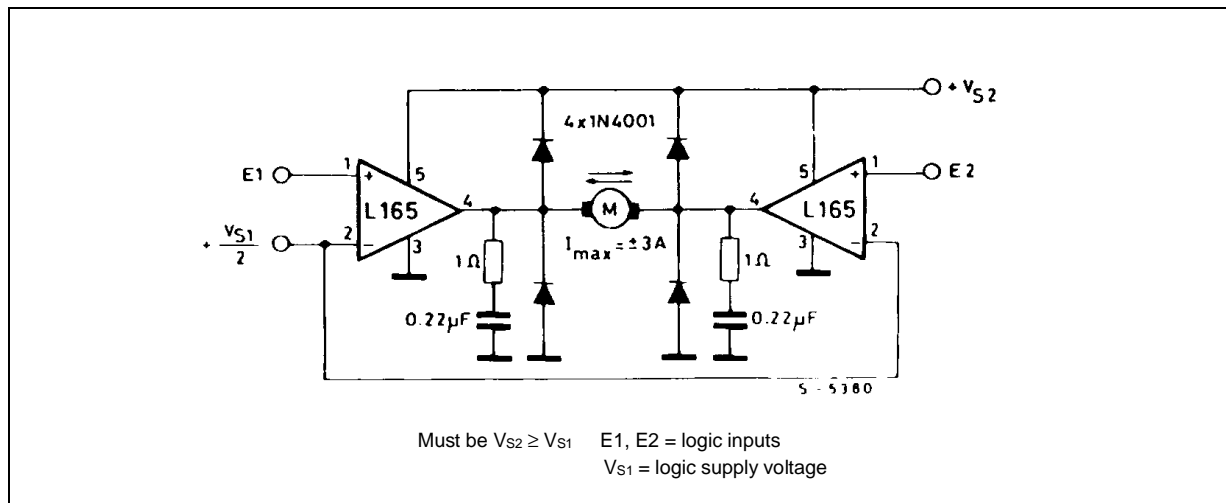 + VS2
4x1N4001
E1
1
+
5
4
L165
2
-
3
+ VS1/2
M
Imax=±3A
1Ω
0.22µF
1Ω
0.22µF
4
5
+
1
E2
L165
3
-
2
S-5380
Must be VS2 ≥ VS1 E1, E2 = logic inputs
VS1 = logic supply voltage